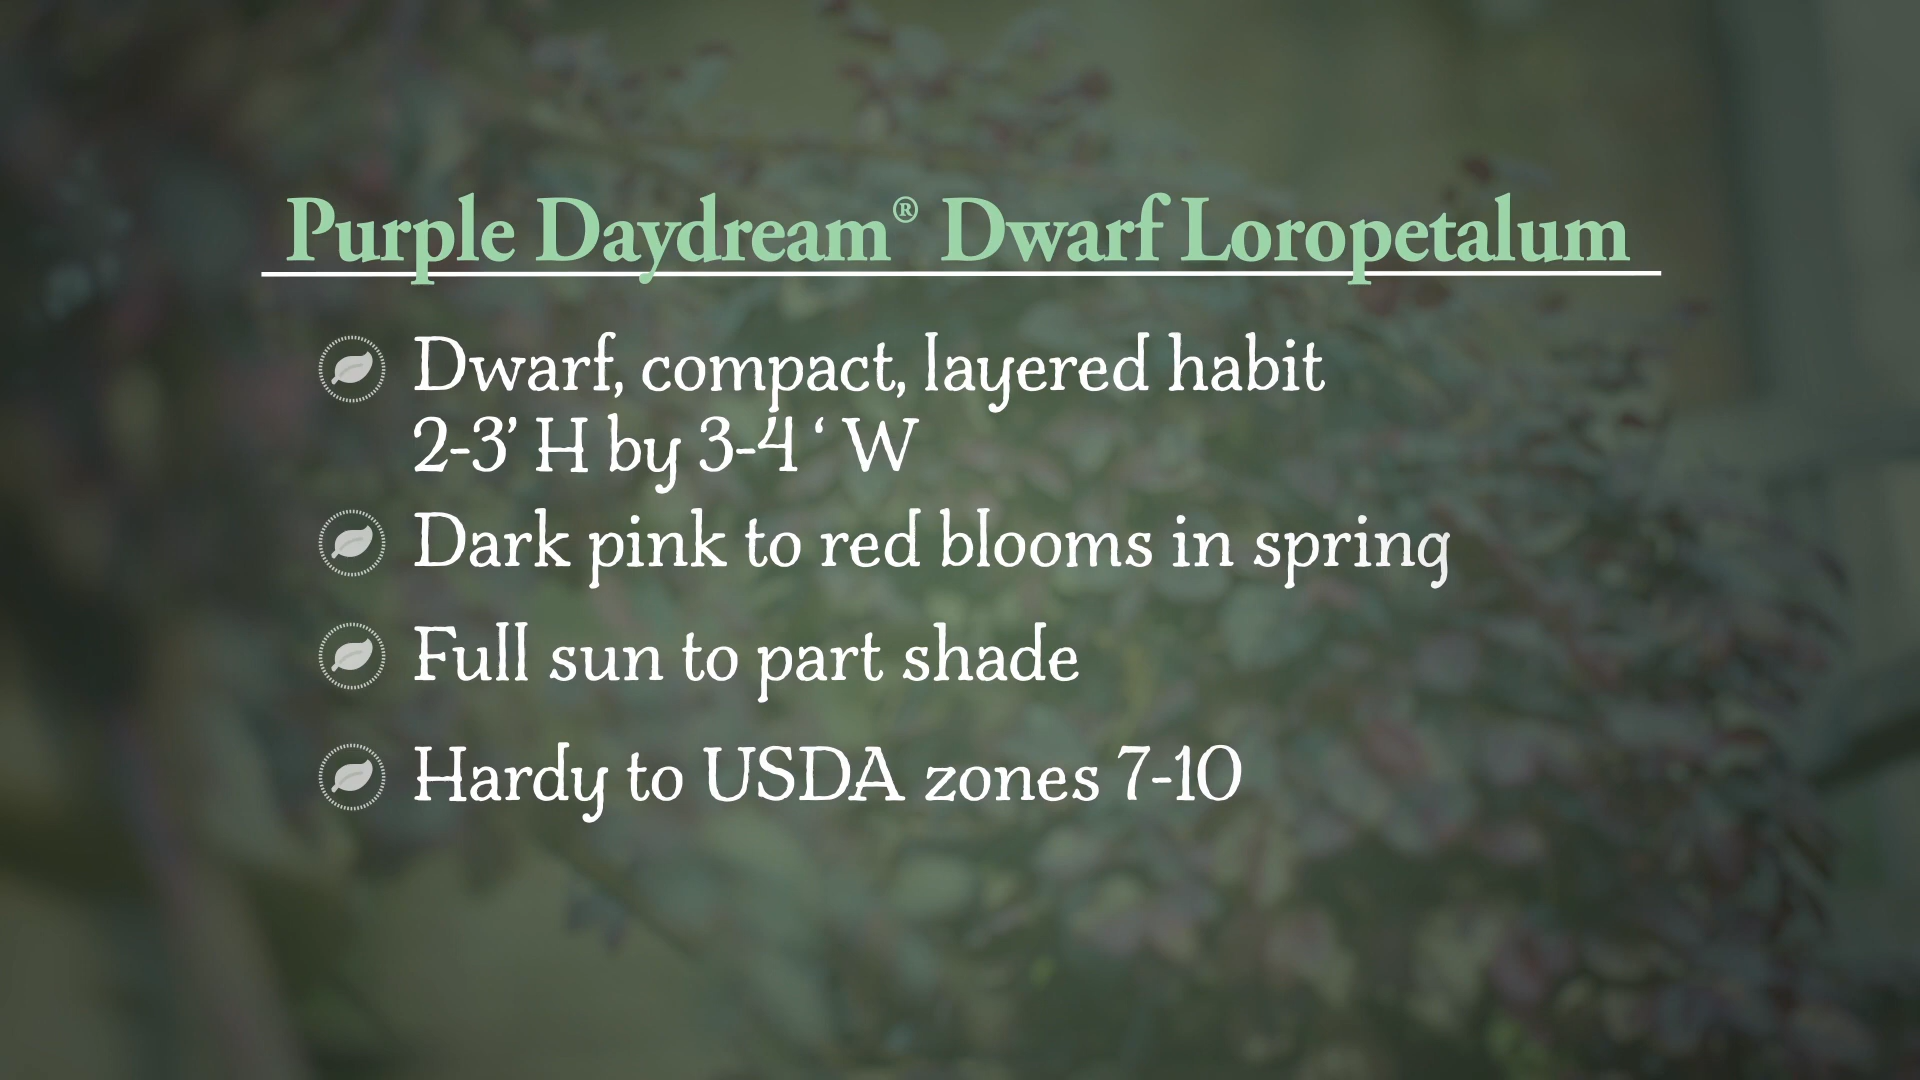 Purple Daydream® Dwarf Loropetalum
Dwarf, compact, layered habit
2-3’ H by 3-4 ‘ W
Dark pink to red blooms in spring
Full sun to part shade
Hardy to USDA zones 7-10